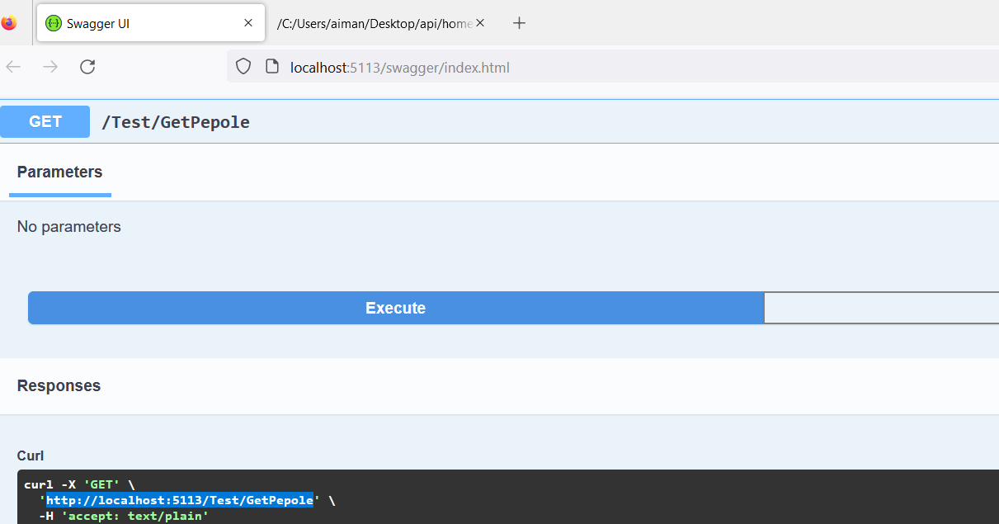 Swagger UI
/C:/Users/aiman/Desktop/api/home
localhost:5113/swagger/index.html
GET /Test/GetPepole
Parameters
No parameters
Execute
Responses
Curl
curl -X 'GET' \
'http://localhost:5113/Test/GetPepole' \
-H 'accept: text/plain'